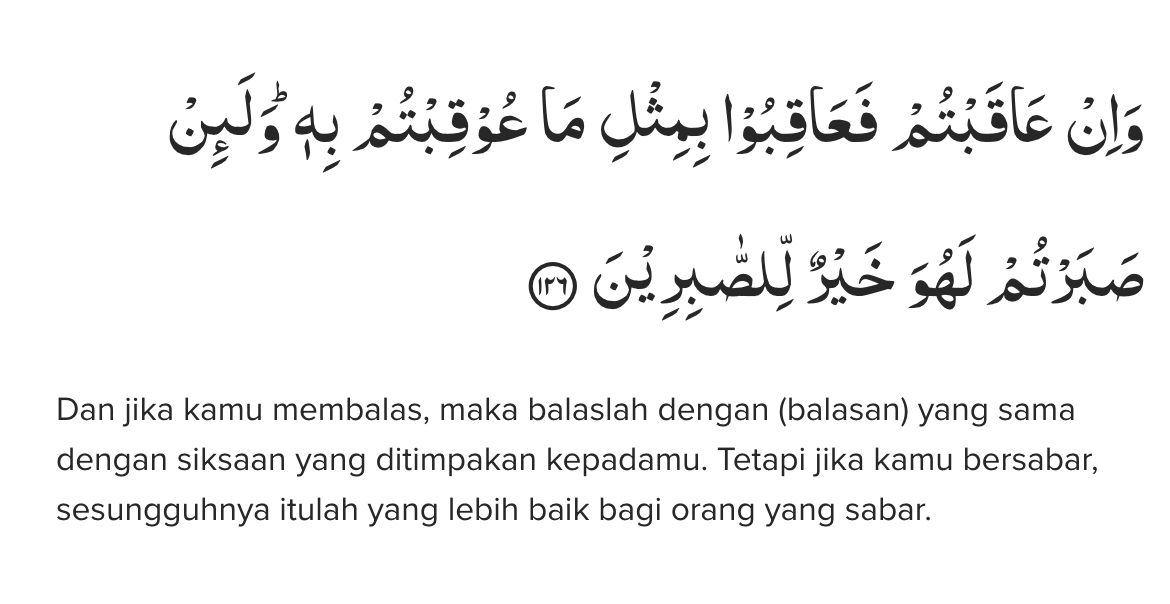 وَاِنْ عَاقَبْتُمْ فَعَاقِبُوْا بِمِثْلِ مَا عُوْقِبْتُمْ بِهٖۗ وَلَىِٕنْ
صَبَرْتُمْ لَهُوَ خَيْرٌ لِّلصّٰبِرِيْنَ ١٢٦
Dan jika kamu membalas, maka balaslah dengan (balasan) yang sama
dengan siksaan yang ditimpakan kepadamu. Tetapi jika kamu bersabar,
sesungguhnya itulah yang lebih baik bagi orang yang sabar.